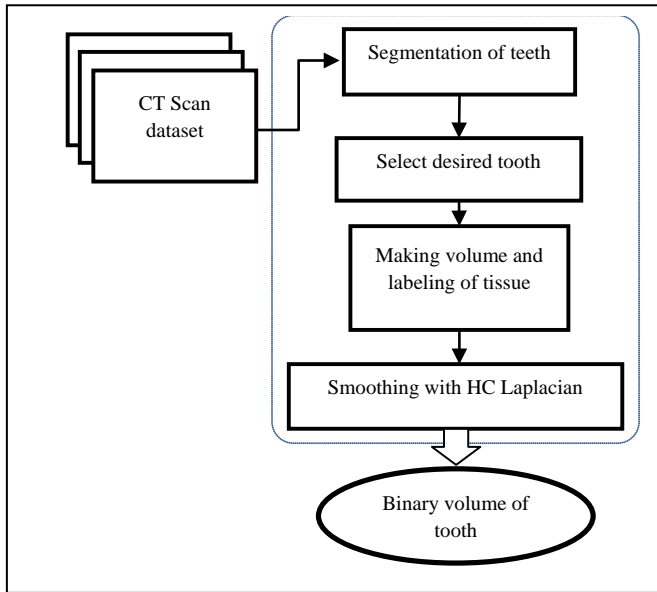 CT Scan
dataset
Segmentation of teeth
Select desired tooth
Making volume and
labeling of tissue
Smoothing with HC Laplacian
Binary volume of
tooth